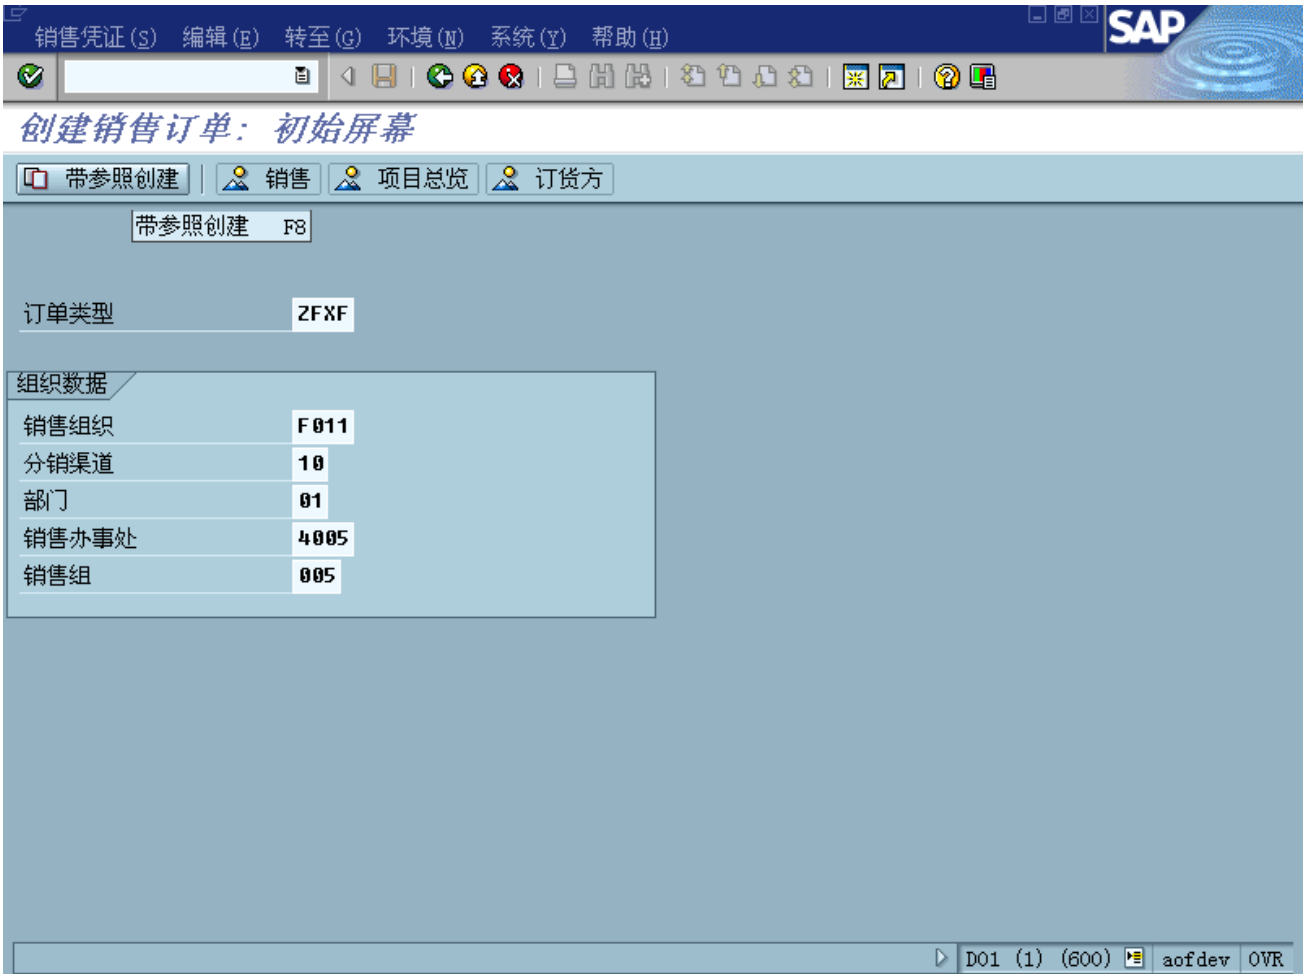 销售凭证(S) 编辑(E) 转至(G) 环境(N) 系统(Y) 帮助(H)
SAP
创建销售订单: 初始屏幕
带参照创建 销售 项目总览 订货方
带参照创建 F8
订单类型 ZFXF
组织数据
销售组织 F011
分销渠道 10
部门 01
销售办事处 4005
销售组 005
D01 (1) (600) aofdev OVR